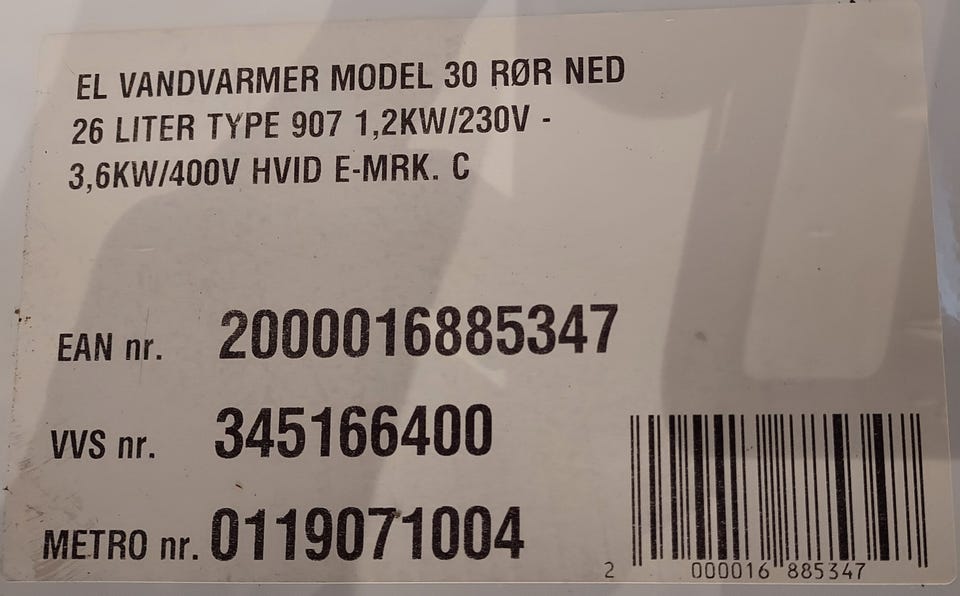 EL VANDVARMER MODEL 30 RØR NED
26 LITER TYPE 907 1,2KW/230V -
3,6KW/400V HVID E-MRK. C
EAN nr. 2000016885347
VVS nr. 345166400
METRO nr. 0119071004
2 000016 885347